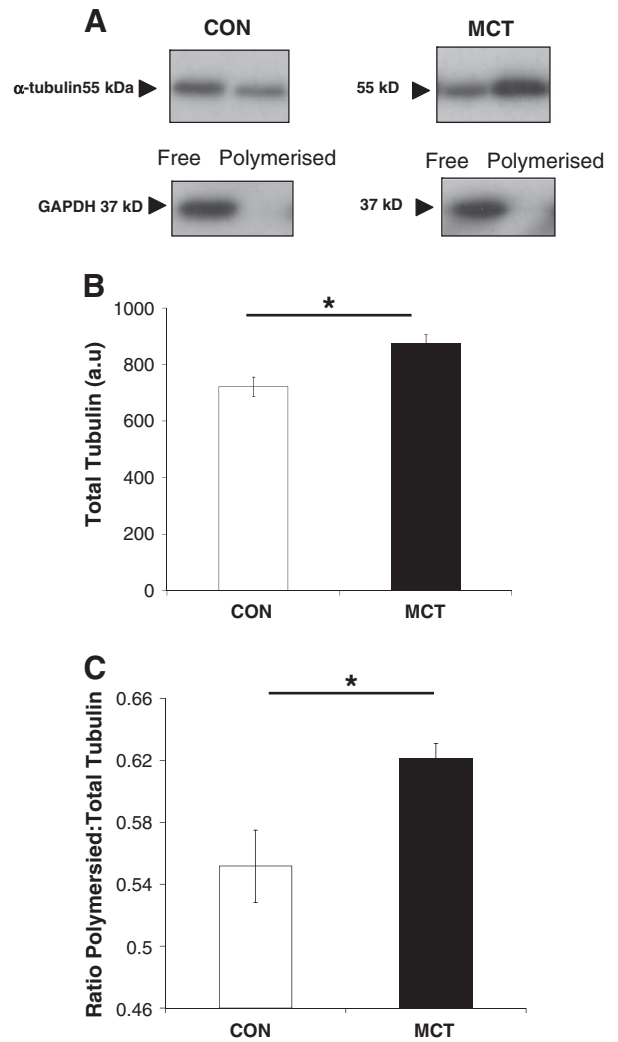 A
CON MCT
α-tubulin55 kDa 55 kD
Free Polymerised Free Polymerised
GAPDH 37 kD 37 kD
B
*
Total Tubulin (a.u)
1000
800
600
400
200
0
CON MCT
C
*
Ratio Polymersied:Total Tubulin
0.66
0.62
0.58
0.54
0.5
0.46
CON MCT